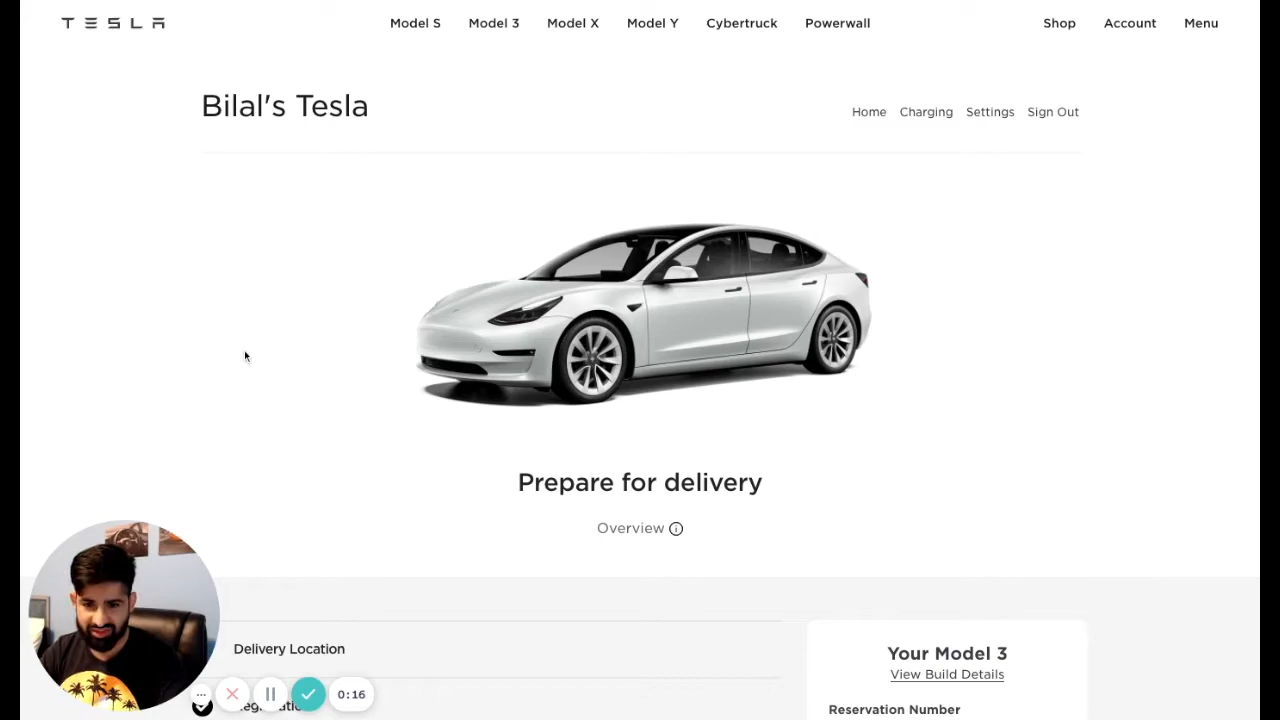 TESLA
Model S Model 3 Model X Model Y Cybertruck Powerwall Shop Account Menu
Bilal's Tesla
Home Charging Settings Sign Out
Prepare for delivery
Overview
Delivery Location
Your Model 3
View Build Details
Reservation Number
0:16